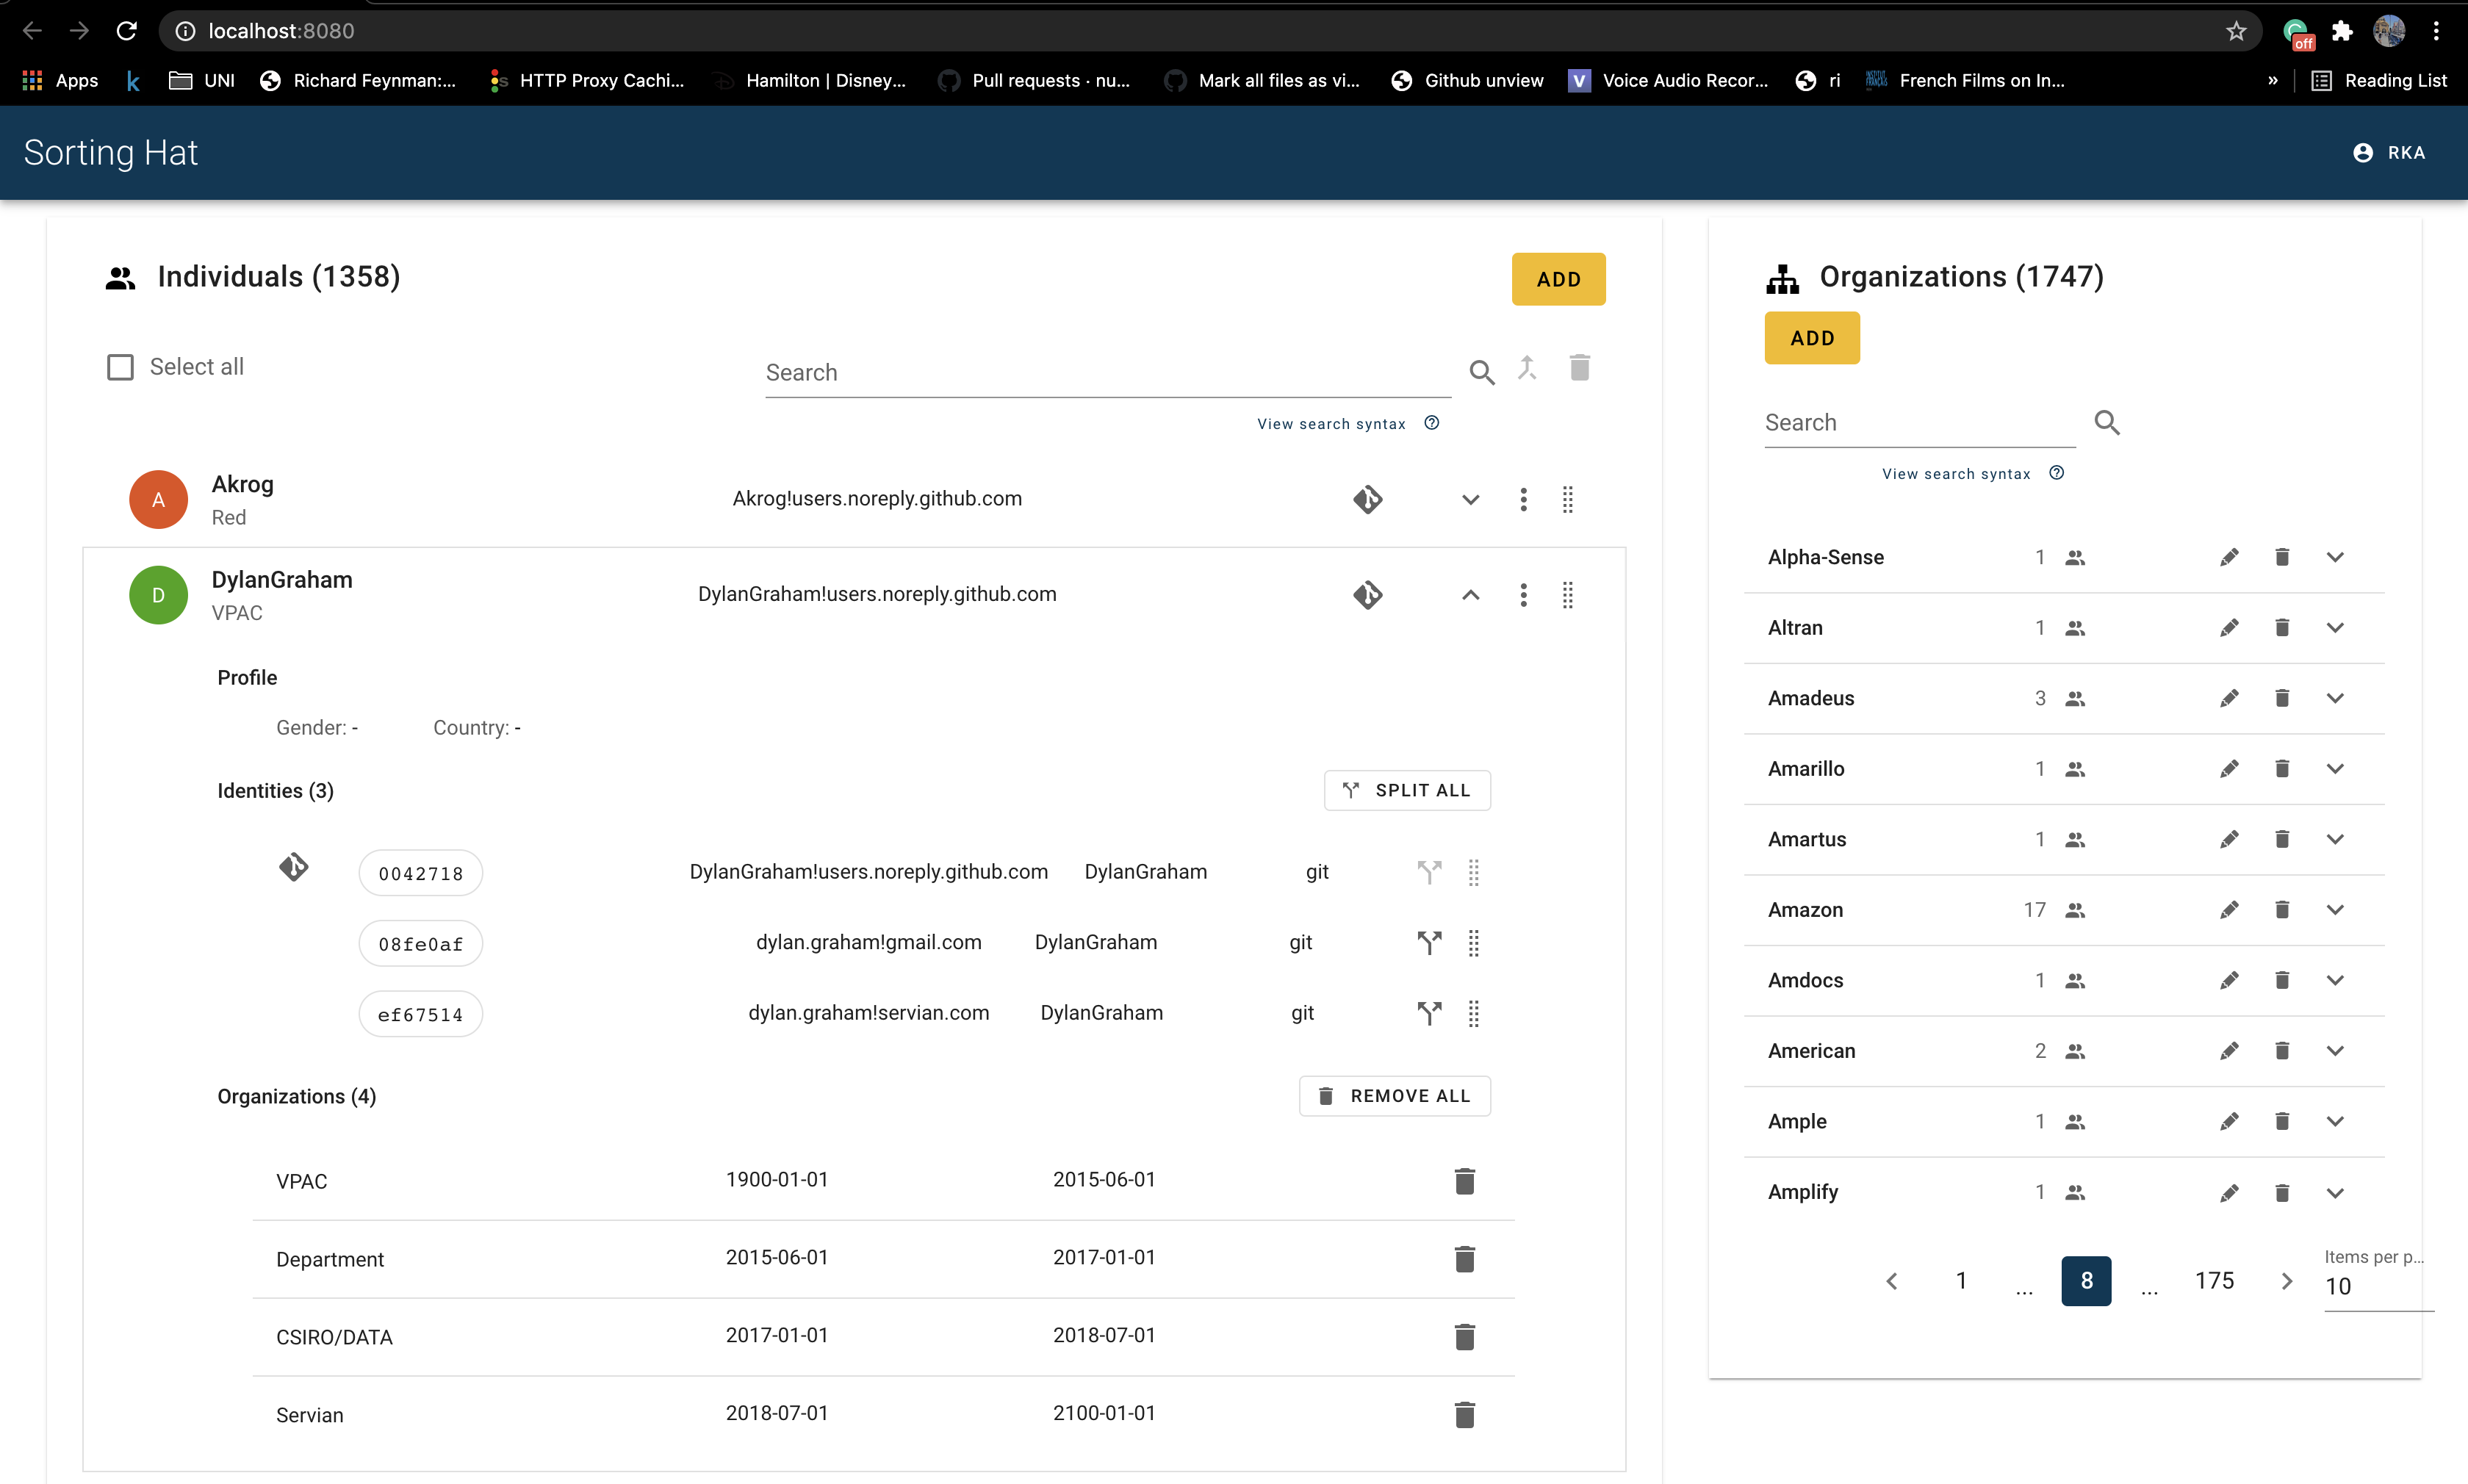 localhost:8080
off
Apps
k
UNI
Richard Feynman:...
HTTP Proxy Cachi...
Hamilton | Disney...
Pull requests · nu...
Mark all files as vi...
Github unview
V
Voice Audio Recor...
ri
French Films on In...
»
Reading List
Sorting Hat
RKA
Individuals (1358)
ADD
Select all
Search
View search syntax
A
Akrog
Red
Akrog!users.noreply.github.com
D
DylanGraham
VPAC
DylanGraham!users.noreply.github.com
Profile
Gender: -
Country: -
Identities (3)
SPLIT ALL
0042718 DylanGraham!users.noreply.github.com DylanGraham git
08fe0af dylan.graham!gmail.com DylanGraham git
ef67514 dylan.graham!servian.com DylanGraham git
Organizations (4)
REMOVE ALL
VPAC 1900-01-01 2015-06-01
Department 2015-06-01 2017-01-01
CSIRO/DATA 2017-01-01 2018-07-01
Servian 2018-07-01 2100-01-01
Organizations (1747)
ADD
Search
View search syntax
Alpha-Sense 1
Altran 1
Amadeus 3
Amarillo 1
Amartus 1
Amazon 17
Amdocs 1
American 2
Ample 1
Amplify 1
1 ... 8 ... 175
Items per p...
10